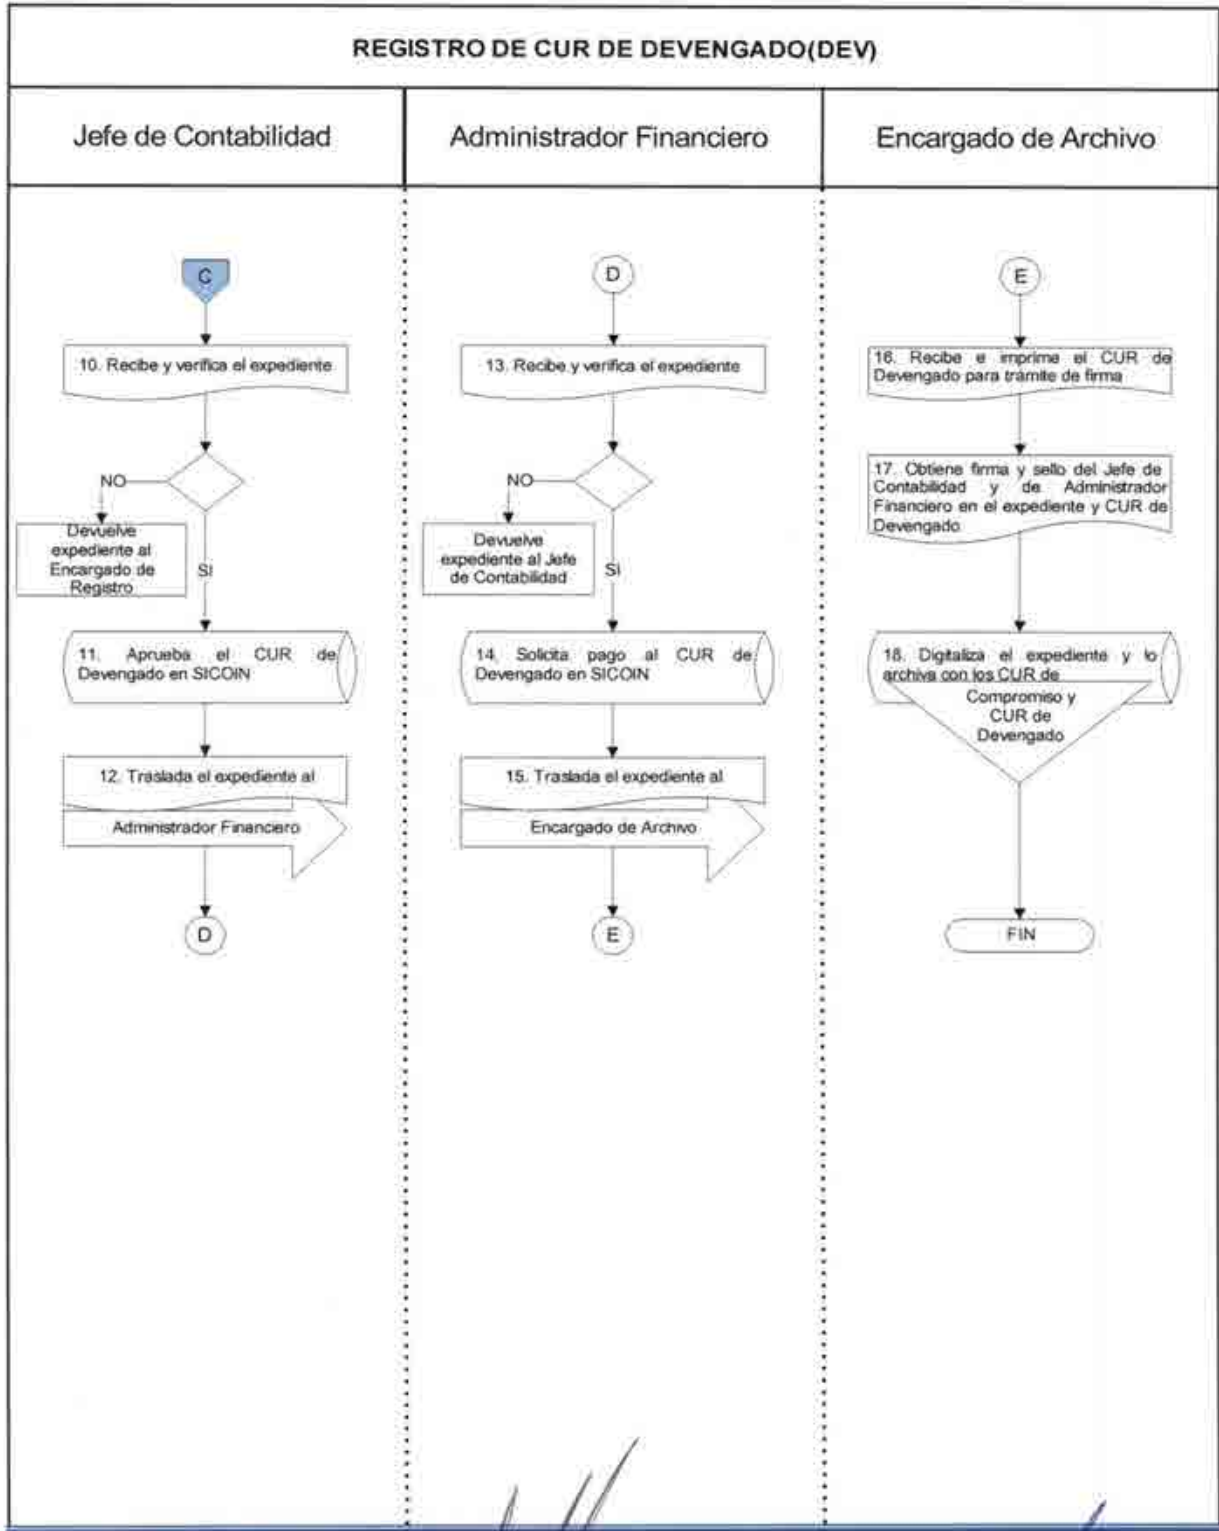 REGISTRO DE CUR DE DEVENGADO(DEV)
Jefe de Contabilidad
Administrador Financiero
Encargado de Archivo
C
10. Recibe y verifica el expediente
NO
Devuelve
expediente al
Encargado de
Registro
SI
11. Aprueba el CUR de
Devengado en SICOIN
12. Traslada el expediente al
Administrador Financiero
D
D
13. Recibe y verifica el expediente
NO
Devuelve
expediente al Jefe
de Contabilidad
SI
14. Solicita pago al CUR de
Devengado en SICOIN
15. Traslada el expediente al
Encargado de Archivo
E
E
16. Recibe e imprime el CUR de
Devengado para trámite de firma
17. Obtiene firma y sello del Jefe de
Contabilidad y de Administrador
Financiero en el expediente y CUR de
Devengado
18. Digitaliza el expediente y lo
archiva con los CUR de
Compromiso y
CUR de
Devengado
FIN